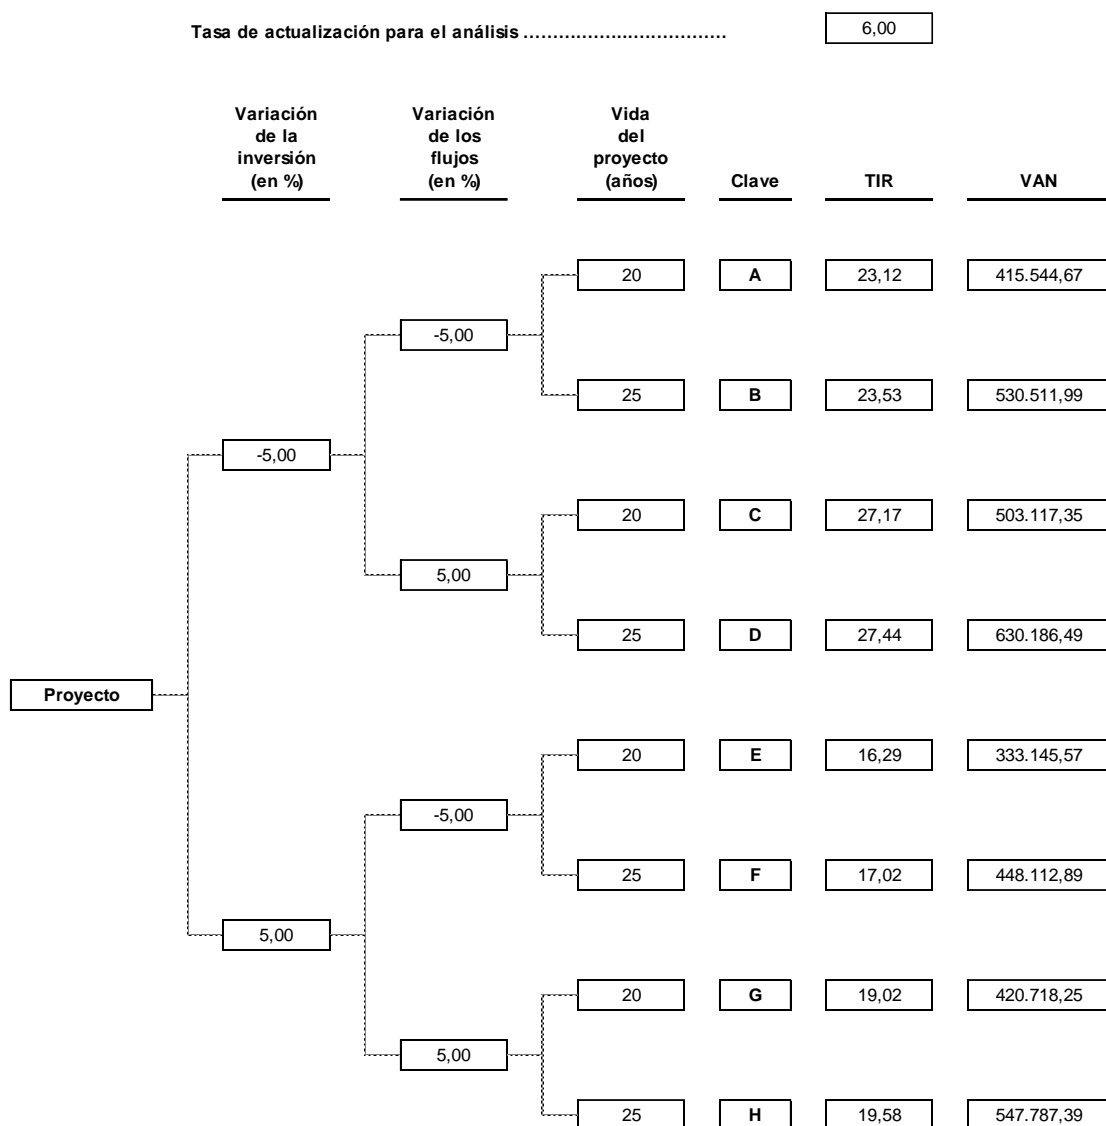 Tasa de actualización para el análisis ................................... 6,00
Variación Variación Vida
de la de los del
inversión flujos proyecto
(en %) (en %) (años) Clave TIR VAN
20 A 23,12 415.544,67
-5,00
25 B 23,53 530.511,99
-5,00
20 C 27,17 503.117,35
5,00
25 D 27,44 630.186,49
Proyecto
20 E 16,29 333.145,57
-5,00
25 F 17,02 448.112,89
5,00
20 G 19,02 420.718,25
5,00
25 H 19,58 547.787,39